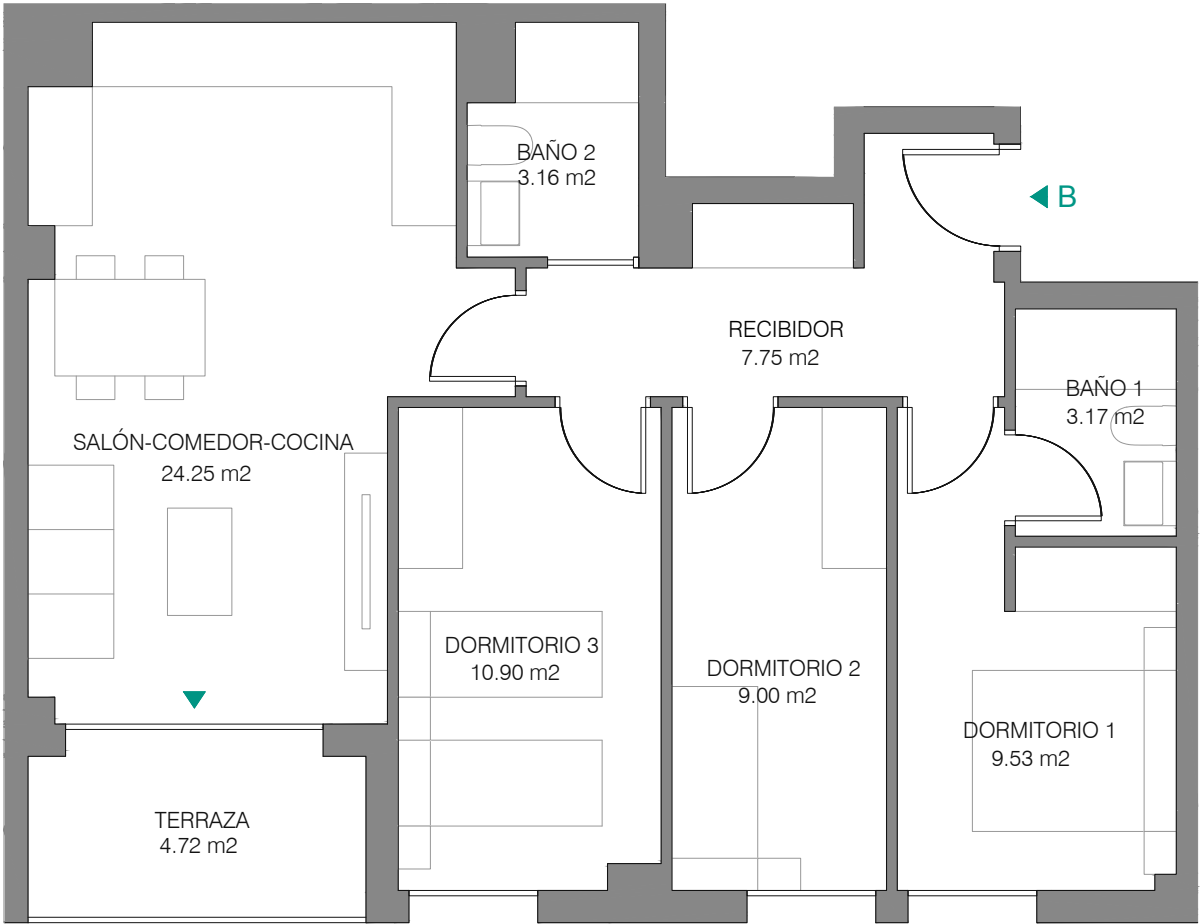 BAÑO 2
3.16 m2
B
RECIBIDOR
7.75 m2
BAÑO 1
3.17 m2
SALÓN-COMEDOR-COCINA
24.25 m2
DORMITORIO 3
10.90 m2
DORMITORIO 2
9.00 m2
DORMITORIO 1
9.53 m2
TERRAZA
4.72 m2